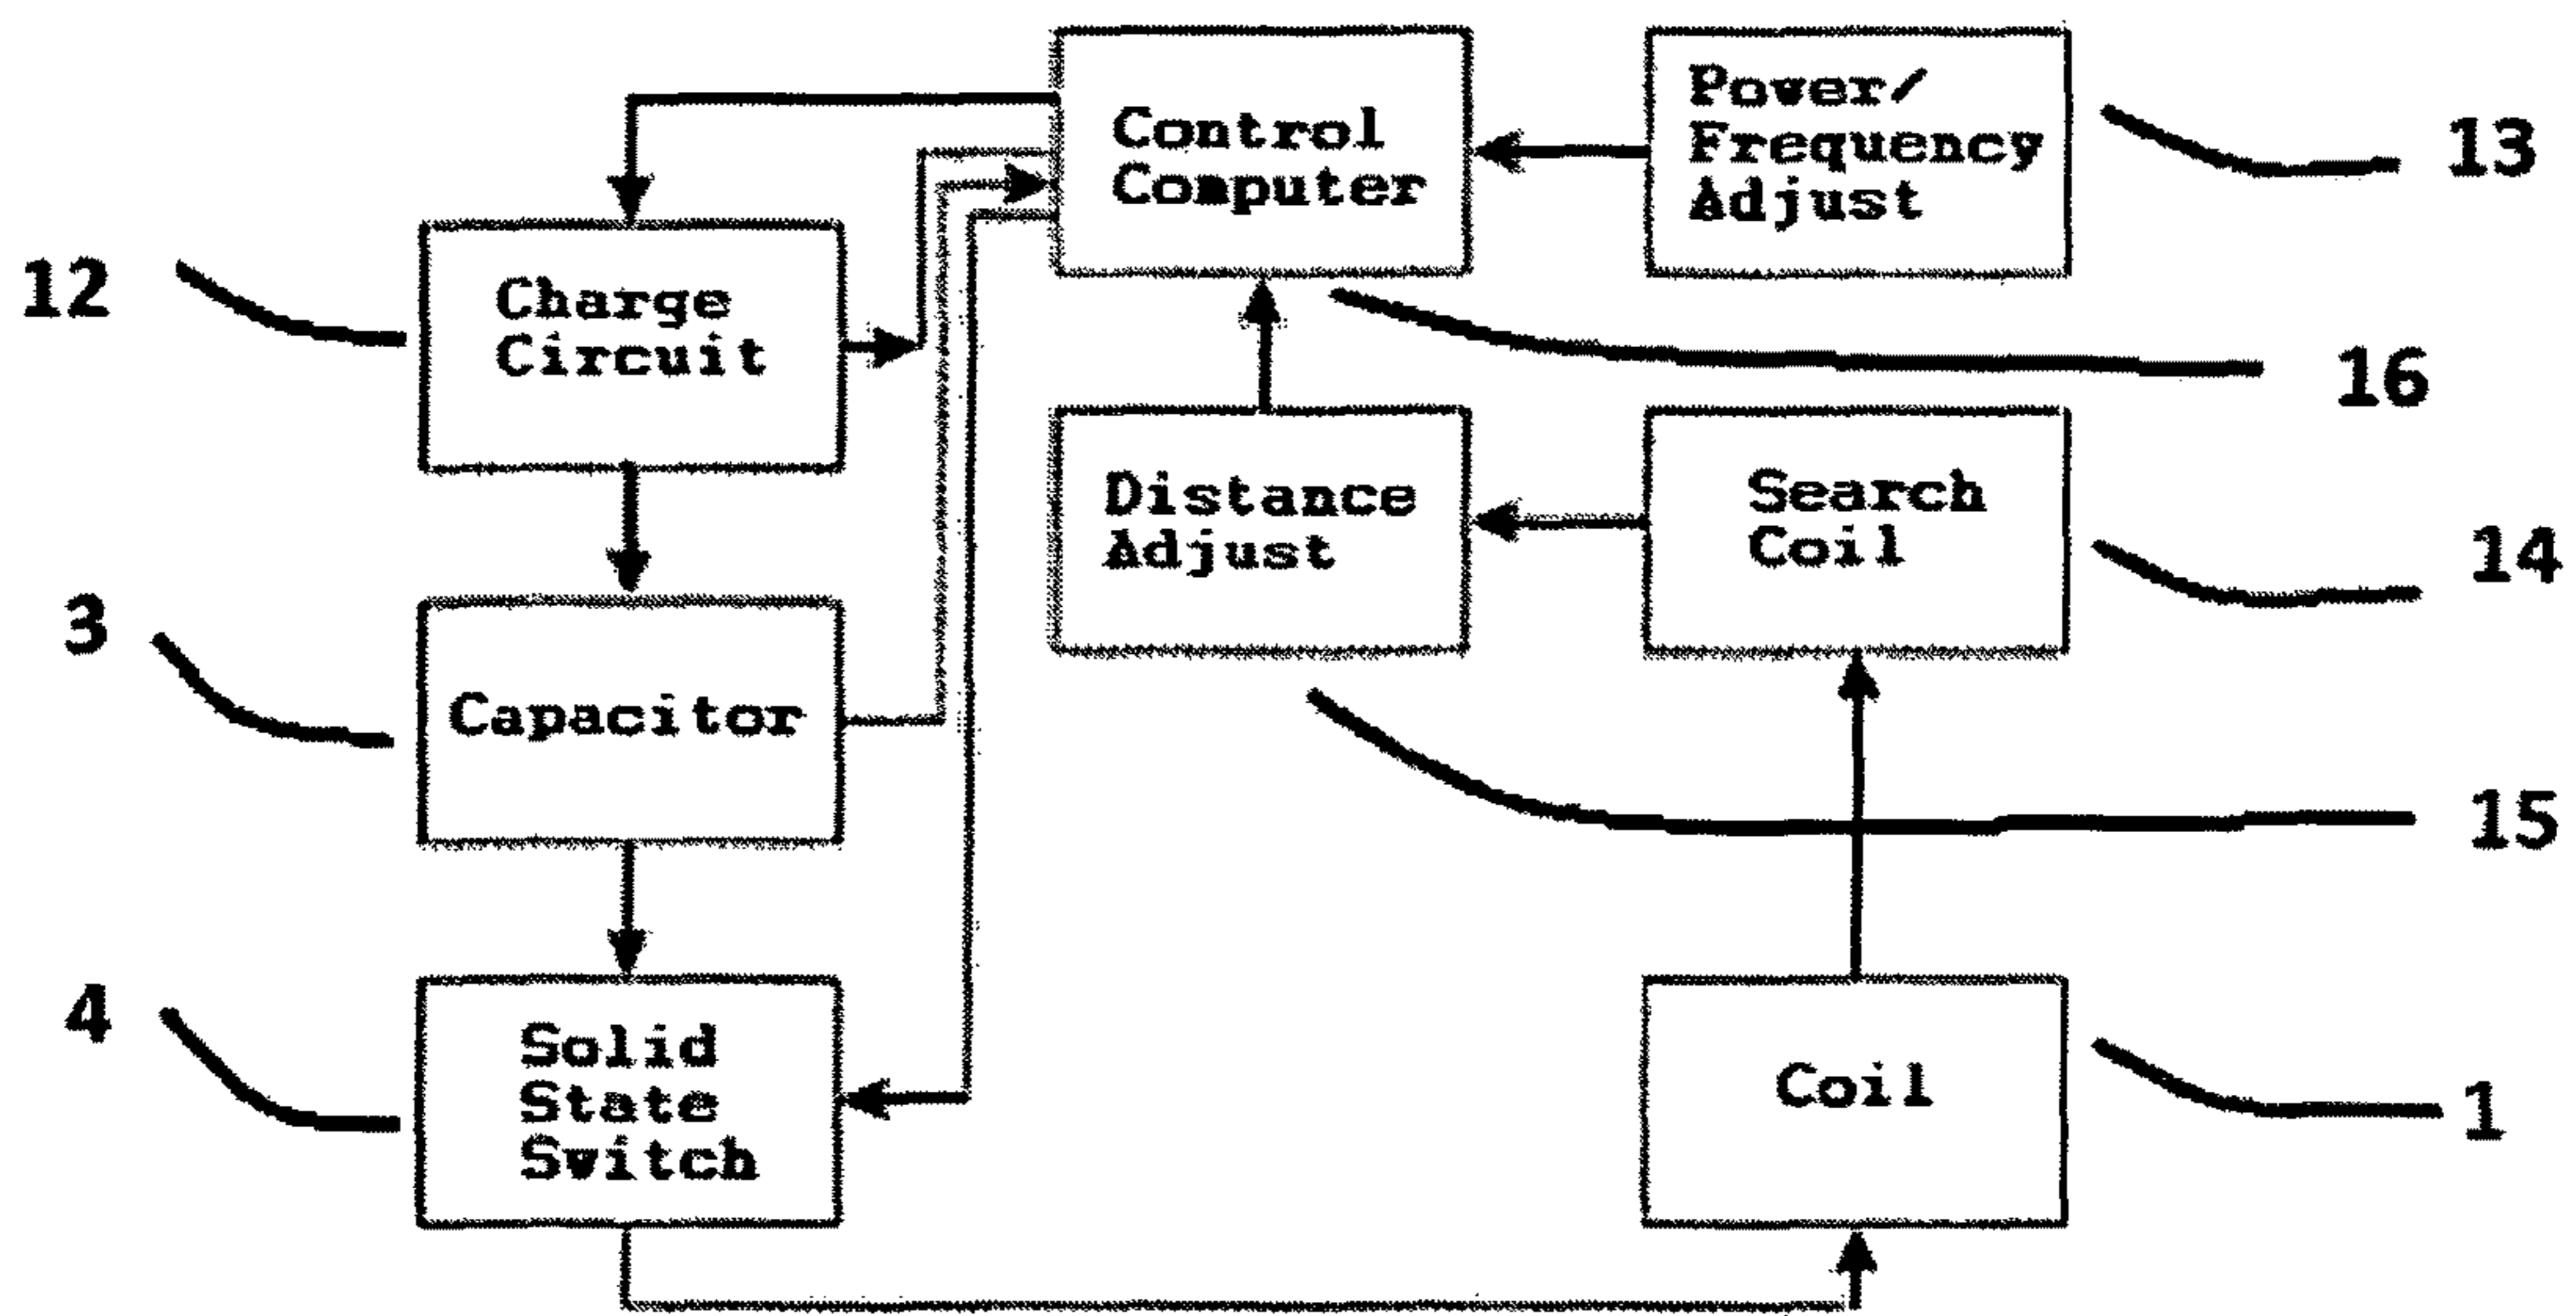 Control
Computer
Power/
Frequency
Adjust
13
12
Charge
Circuit
16
Distance
Adjust
Search
Coil
14
3
Capacitor
15
4
Solid
State
Switch
Coil
1